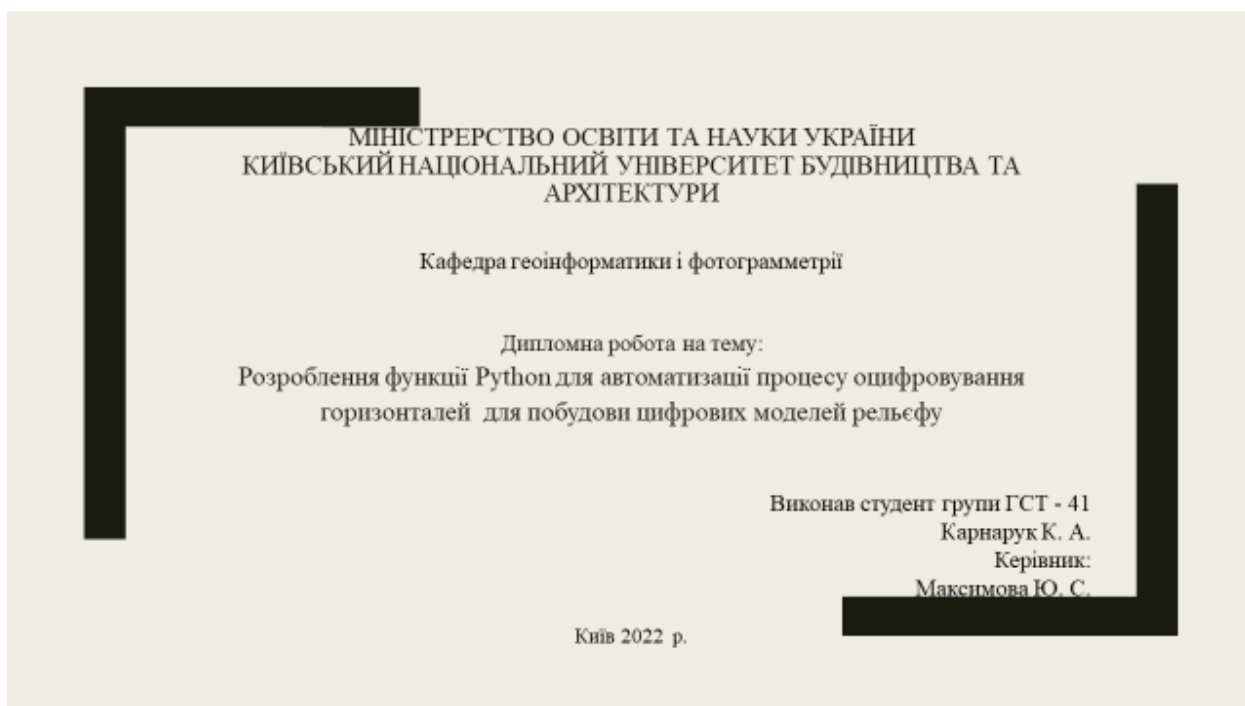 МІНІСТРЕРСТВО ОСВІТИ ТА НАУКИ УКРАЇНИ
КИЇВСЬКИЙ НАЦІОНАЛЬНИЙ УНІВЕРСИТЕТ БУДІВНИЦТВА ТА
АРХІТЕКТУРИ
Кафедра геоінформатики і фотограмметрії
Дипломна робота на тему:
Розроблення функції Python для автоматизації процесу оцифровування
горизонталей для побудови цифрових моделей рельєфу
Виконав студент групи ГСТ - 41
Карнарук К. А.
Керівник:
Максимова Ю. С.
Київ 2022 р.